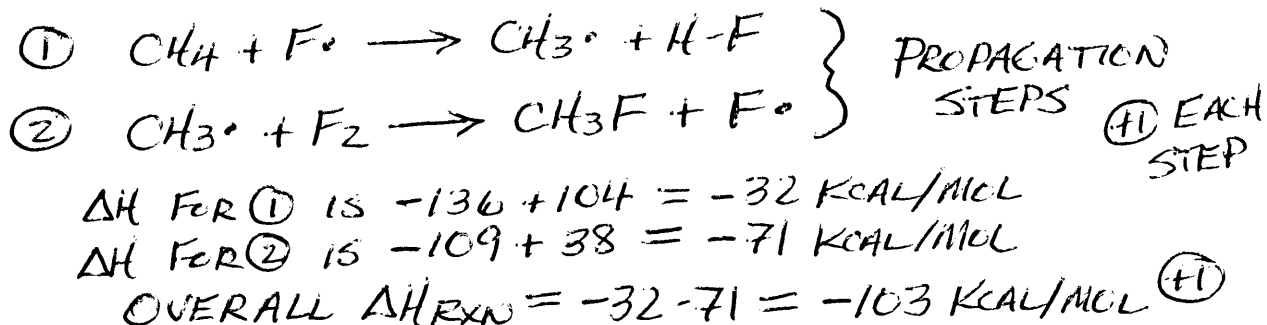 ① CH4 + F• → CH3• + H-F } PROPAGATION
② CH3• + F2 → CH3F + F• STEPS +1 EACH
STEP
ΔH FOR ① IS -136 + 104 = -32 KCAL/MOL
ΔH FOR ② IS -109 + 38 = -71 KCAL/MOL
OVERALL ΔHRXN = -32 -71 = -103 KCAL/MOL +1